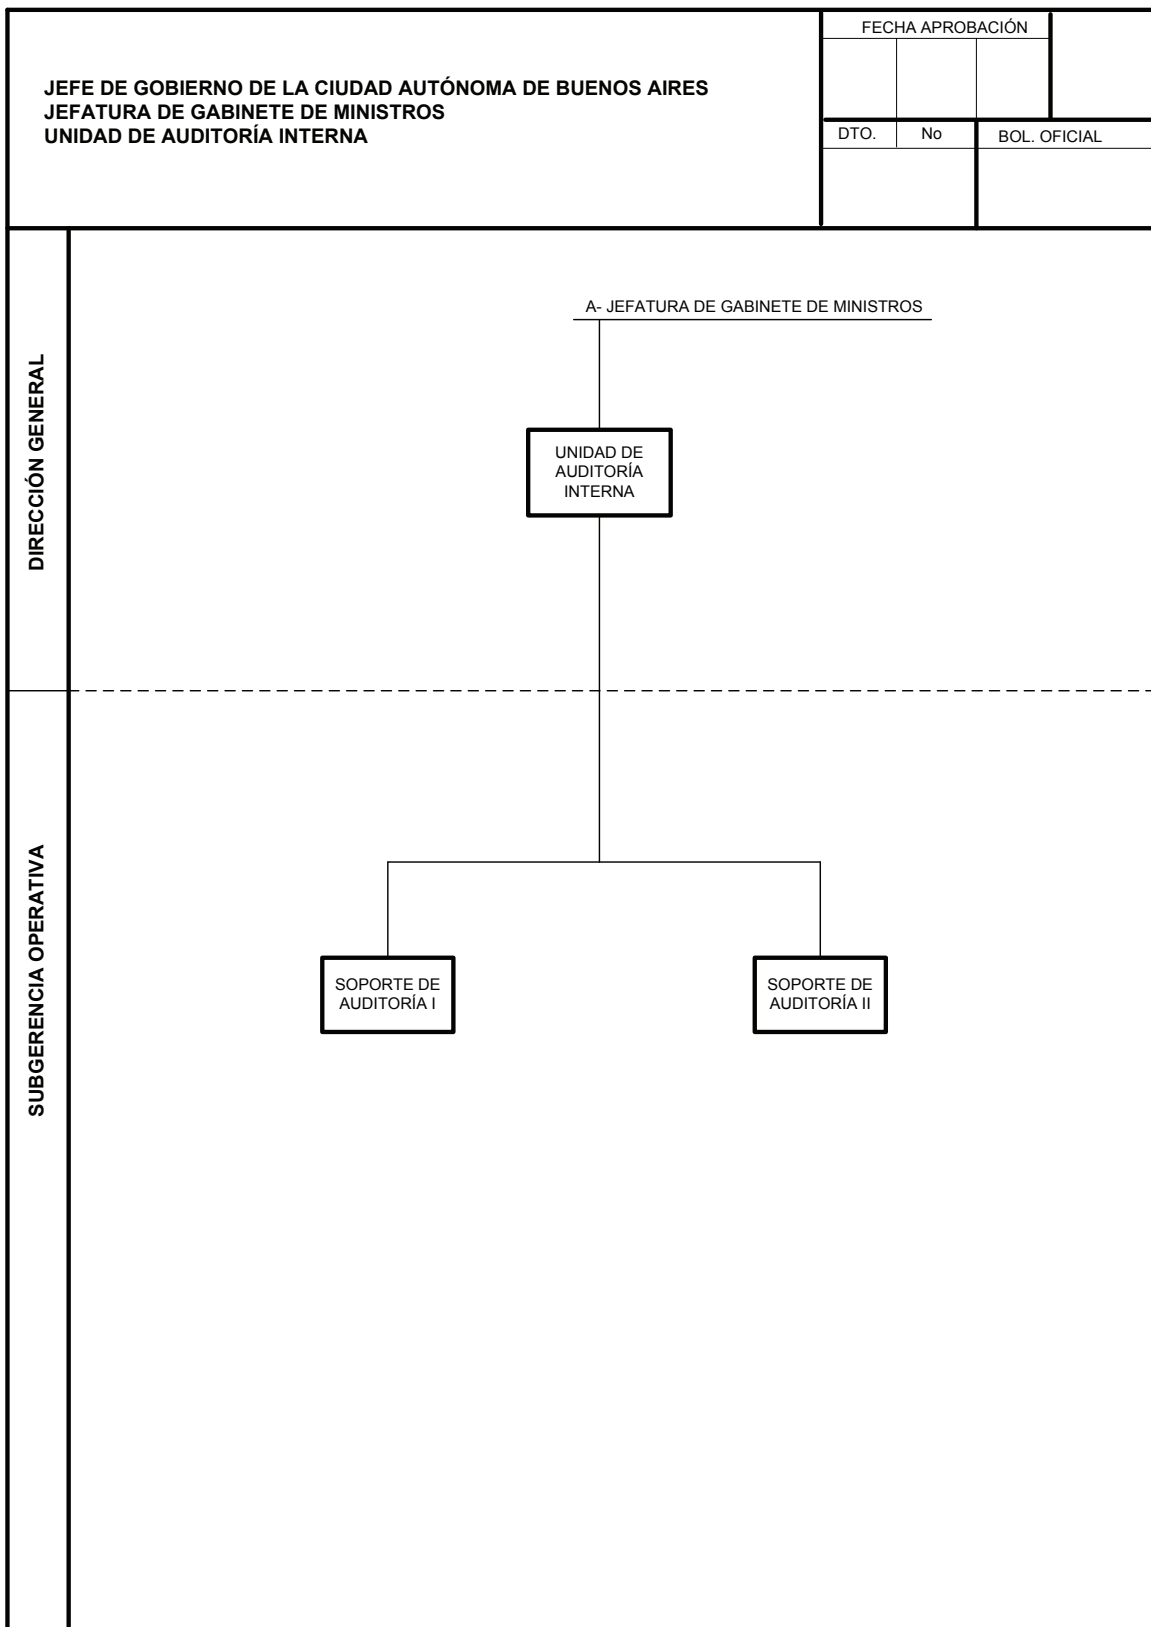 JEFE DE GOBIERNO DE LA CIUDAD AUTÓNOMA DE BUENOS AIRES
JEFATURA DE GABINETE DE MINISTROS
UNIDAD DE AUDITORÍA INTERNA
FECHA APROBACIÓN
DTO.
No
BOL. OFICIAL
DIRECCIÓN GENERAL
A- JEFATURA DE GABINETE DE MINISTROS
UNIDAD DE
AUDITORÍA
INTERNA
SUBGERENCIA OPERATIVA
SOPORTE DE
AUDITORÍA I
SOPORTE DE
AUDITORÍA II